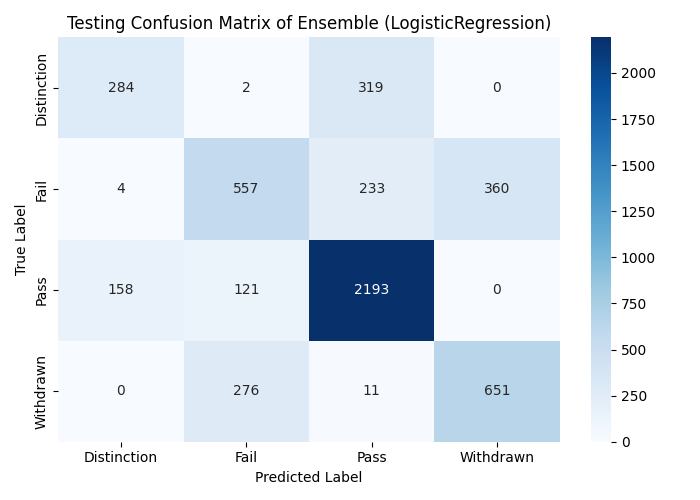 Testing Confusion Matrix of Ensemble (LogisticRegression)
True Label
Distinction
284 2 319 0
Fail
4 557 233 360
Pass
158 121 2193 0
Withdrawn
0 276 11 651
Distinction Fail Pass Withdrawn
Predicted Label
2000
1750
1500
1250
1000
750
500
250
0